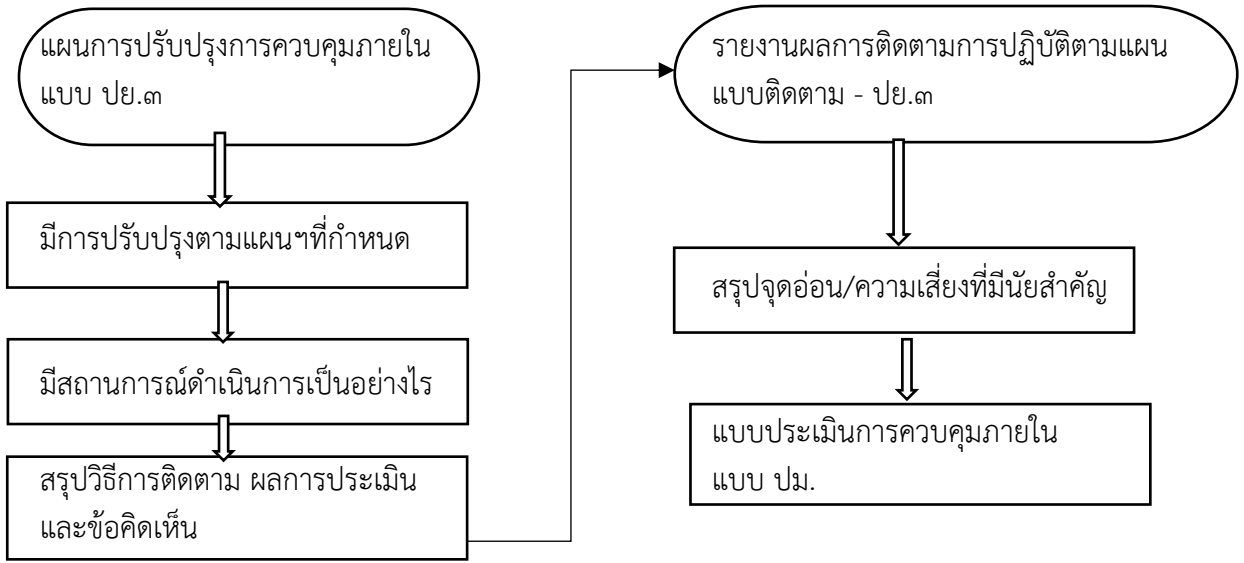 แผนการปรับปรุงการควบคุมภายใน
แบบ ปย.๓
มีการปรับปรุงตามแผนฯที่กำหนด
มีสถานการณ์ดำเนินการเป็นอย่างไร
สรุปวิธีการติดตาม ผลการประเมิน
และข้อคิดเห็น
รายงานผลการติดตามการปฏิบัติตามแผน
แบบติดตาม - ปย.๓
สรุปจุดอ่อน/ความเสี่ยงที่มีนัยสำคัญ
แบบประเมินการควบคุมภายใน
แบบ ปม.